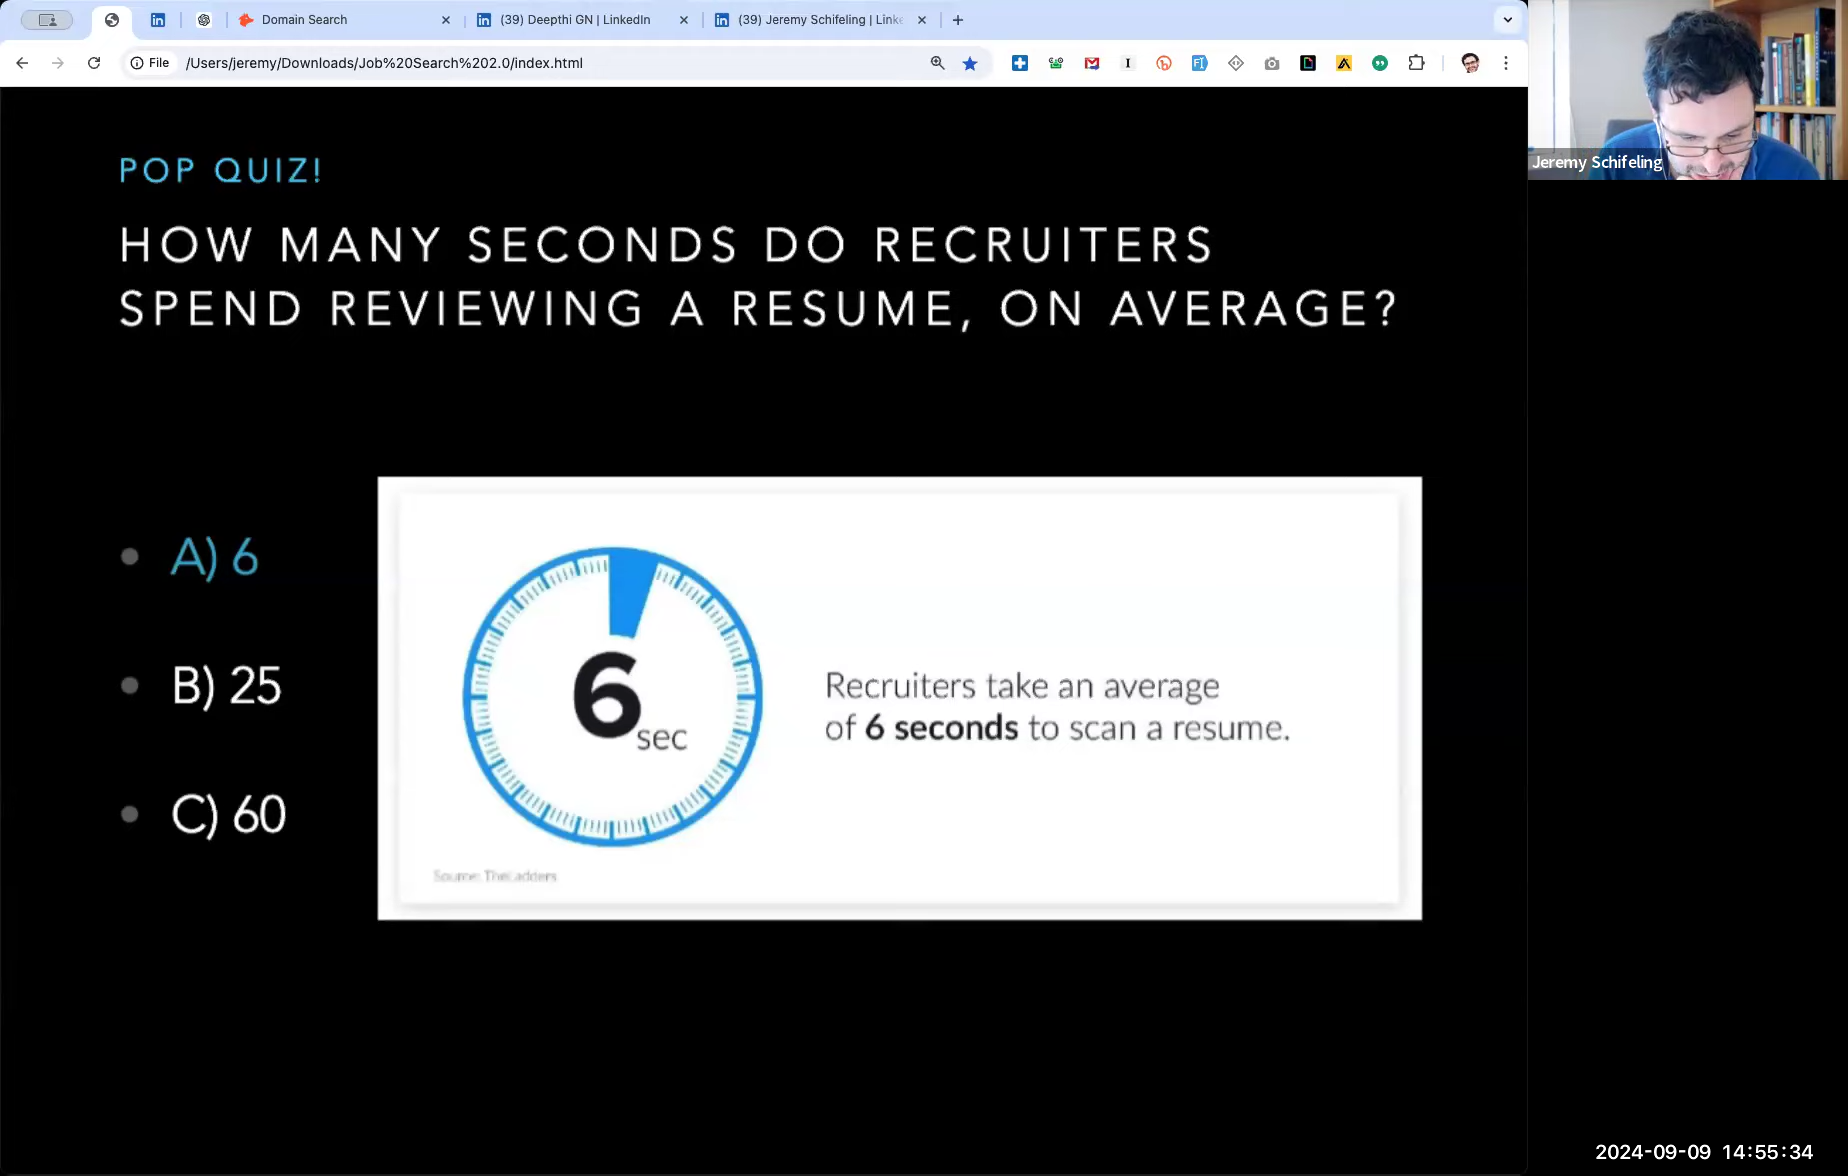 Domain Search
(39) Deepthi GN | LinkedIn
(39) Jeremy Schifeling | Linke
File
/Users/jeremy/Downloads/Job%20Search%202.0/index.html
Jeremy Schifeling
POP QUIZ!
HOW MANY SECONDS DO RECRUITERS
SPEND REVIEWING A RESUME, ON AVERAGE?
A) 6
B) 25
C) 60
6
sec
Recruiters take an average
of 6 seconds to scan a resume.
Source: TheLadders
2024-09-09 14:55:34